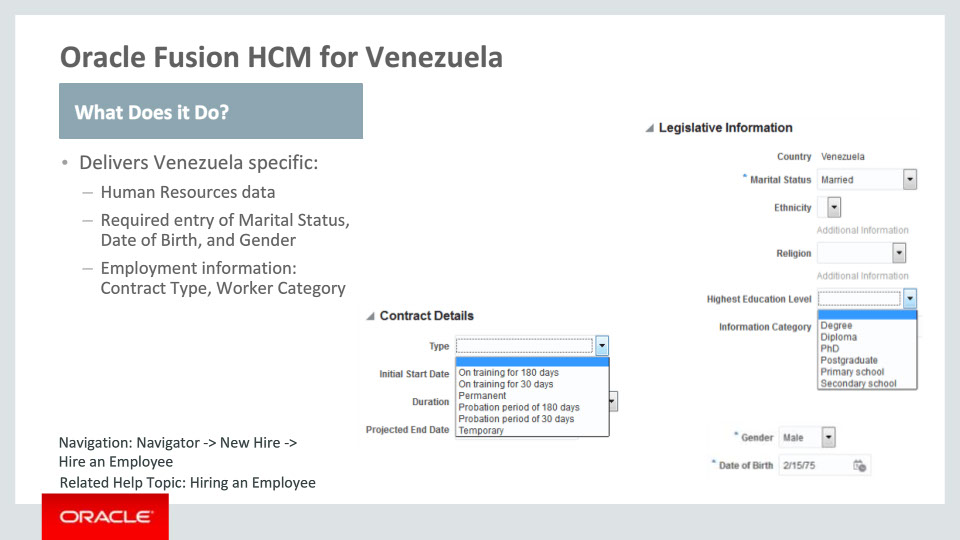 Oracle Fusion HCM for Venezuela
What Does it Do?
• Delivers Venezuela specific:
– Human Resources data
– Required entry of Marital Status,
Date of Birth, and Gender
– Employment information:
Contract Type, Worker Category
Navigation: Navigator -> New Hire ->
Hire an Employee
Related Help Topic: Hiring an Employee
Contract Details
Type
On training for 180 days
On training for 30 days
Permanent
Probation period of 180 days
Probation period of 30 days
Temporary
Initial Start Date
Duration
Projected End Date
Legislative Information
Country Venezuela
* Marital Status Married
Ethnicity
Additional Information
Religion
Additional Information
Highest Education Level
Information Category
Degree
Diploma
PhD
Postgraduate
Primary school
Secondary school
* Gender Male
* Date of Birth 2/15/75
ORACLE